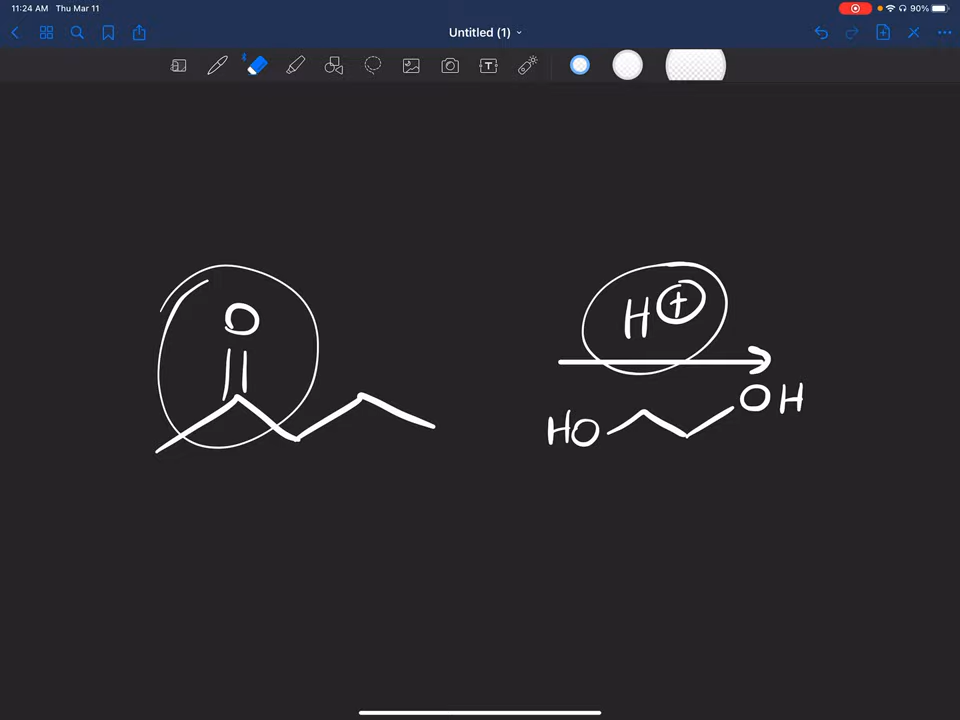 11:24 AM Thu Mar 11
90%
Untitled (1)
T
O
H+
HO
OH